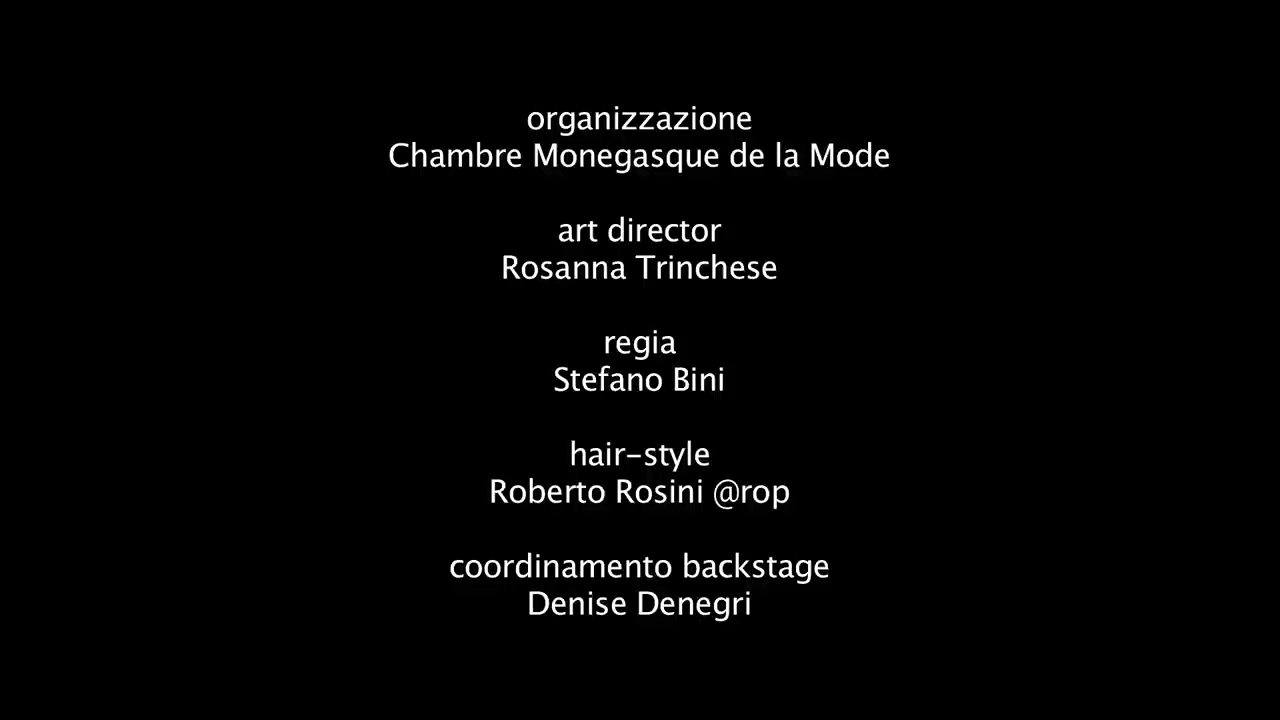 organizzazione
Chambre Monegasque de la Mode
art director
Rosanna Trinchese
regia
Stefano Bini
hair-style
Roberto Rosini @rop
coordinamento backstage
Denise Denegri